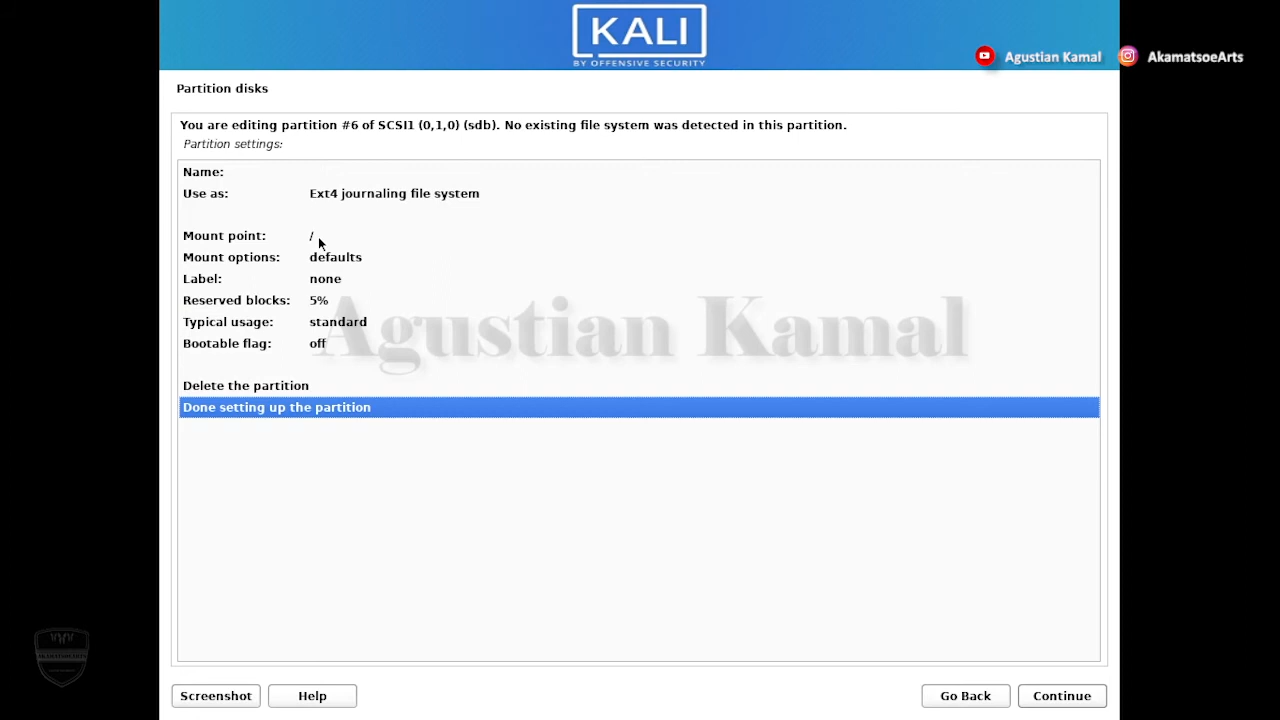 KALI
BY OFFENSIVE SECURITY
Agustian Kamal
AkamatsoeArts
Partition disks
You are editing partition #6 of SCSI1 (0,1,0) (sdb). No existing file system was detected in this partition.
Partition settings:
Name:
Use as: Ext4 journaling file system
Mount point: /
Mount options: defaults
Label: none
Reserved blocks: 5%
Typical usage: standard
Bootable flag: off
Agustian Kamal
Delete the partition
Done setting up the partition
Screenshot Help Go Back Continue